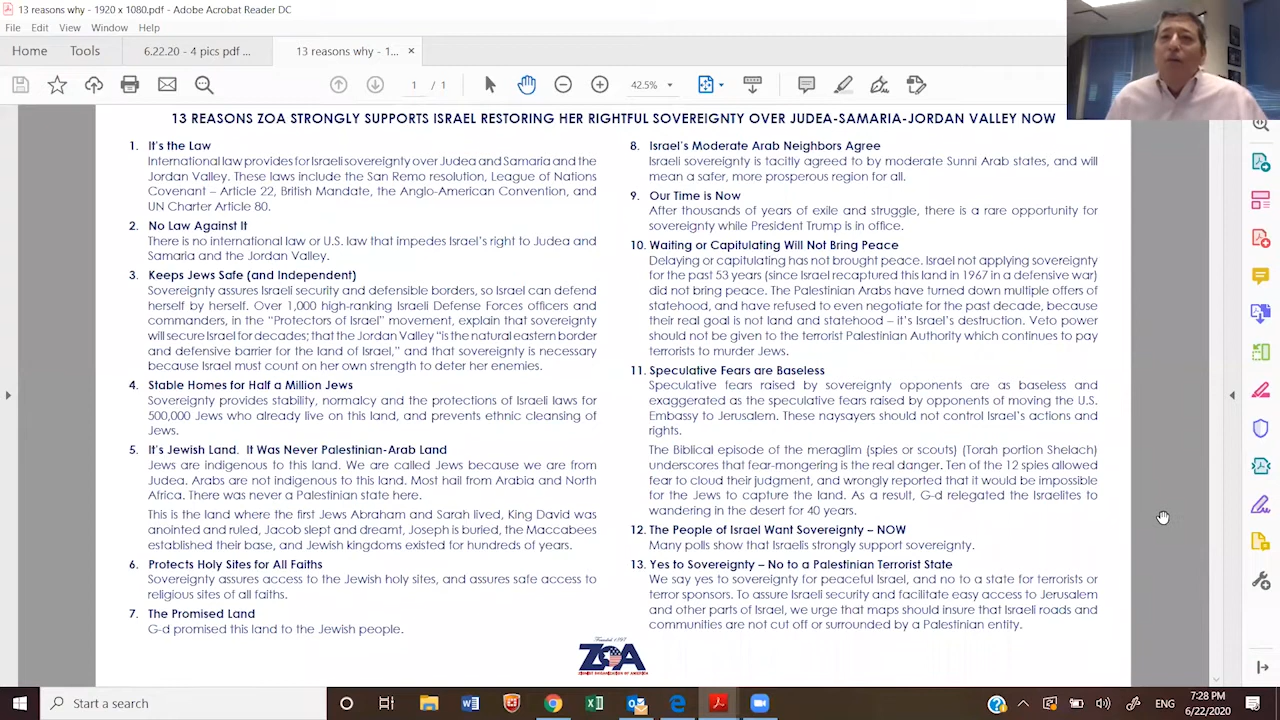 13 reasons why - 1920 x 1080.pdf - Adobe Acrobat Reader DC
File Edit View Window Help
Home Tools 6.22.20 - 4 pics pdf ... 13 reasons why - 1... ×
1 / 1 42.5%
13 REASONS ZOA STRONGLY SUPPORTS ISRAEL RESTORING HER RIGHTFUL SOVEREIGNTY OVER JUDEA-SAMARIA-JORDAN VALLEY NOW
1. It's the Law
International law provides for Israeli sovereignty over Judea and Samaria and the
Jordan Valley. These laws include the San Remo resolution, League of Nations
Covenant – Article 22, British Mandate, the Anglo-American Convention, and
UN Charter Article 80.
2. No Law Against It
There is no international law or U.S. law that impedes Israel's right to Judea and
Samaria and the Jordan Valley.
3. Keeps Jews Safe (and Independent)
Sovereignty assures Israeli security and defensible borders, so Israel can defend
herself by herself. Over 1,000 high-ranking Israeli Defense Forces officers and
commanders, in the "Protectors of Israel" movement, explain that sovereignty
will secure Israel for decades; that the Jordan Valley "is the natural eastern border
and defensive barrier for the land of Israel," and that sovereignty is necessary
because Israel must count on her own strength to deter her enemies.
4. Stable Homes for Half a Million Jews
Sovereignty provides stability, normalcy and the protections of Israeli laws for
500,000 Jews who already live on this land, and prevents ethnic cleansing of
Jews.
5. It's Jewish Land. It Was Never Palestinian-Arab Land
Jews are indigenous to this land. We are called Jews because we are from
Judea. Arabs are not indigenous to this land. Most hail from Arabia and North
Africa. There was never a Palestinian state here.
This is the land where the first Jews Abraham and Sarah lived, King David was
anointed and ruled, Jacob slept and dreamt, Joseph is buried, the Maccabees
established their base, and Jewish kingdoms existed for hundreds of years.
6. Protects Holy Sites for All Faiths
Sovereignty assures access to the Jewish holy sites, and assures safe access to
religious sites of all faiths.
7. The Promised Land
G-d promised this land to the Jewish people.
8. Israel's Moderate Arab Neighbors Agree
Israeli sovereignty is tacitly agreed to by moderate Sunni Arab states, and will
mean a safer, more prosperous region for all.
9. Our Time is Now
After thousands of years of exile and struggle, there is a rare opportunity for
sovereignty while President Trump is in office.
10. Waiting or Capitulating Will Not Bring Peace
Delaying or capitulating has not brought peace. Israel not applying sovereignty
for the past 53 years (since Israel recaptured this land in 1967 in a defensive war)
did not bring peace. The Palestinian Arabs have turned down multiple offers of
statehood, and have refused to even negotiate for the past decade, because
their real goal is not land and statehood – it's Israel's destruction. Veto power
should not be given to the terrorist Palestinian Authority which continues to pay
terrorists to murder Jews.
11. Speculative Fears are Baseless
Speculative fears raised by sovereignty opponents are as baseless and
exaggerated as the speculative fears raised by opponents of moving the U.S.
Embassy to Jerusalem. These naysayers should not control Israel's actions and
rights.
The Biblical episode of the meraglim (spies or scouts) (Torah portion Shelach)
underscores that fear-mongering is the real danger. Ten of the 12 spies allowed
fear to cloud their judgment, and wrongly reported that it would be impossible
for the Jews to capture the land. As a result, G-d relegated the Israelites to
wandering in the desert for 40 years.
12. The People of Israel Want Sovereignty – NOW
Many polls show that Israelis strongly support sovereignty.
13. Yes to Sovereignty – No to a Palestinian Terrorist State
We say yes to sovereignty for peaceful Israel, and no to a state for terrorists or
terror sponsors. To assure Israeli security and facilitate easy access to Jerusalem
and other parts of Israel, we urge that maps should insure that Israeli roads and
communities are not cut off or surrounded by a Palestinian entity.
Founded 1897
ZOA
ZIONIST ORGANIZATION OF AMERICA
Start a search
7:28 PM
6/22/2020